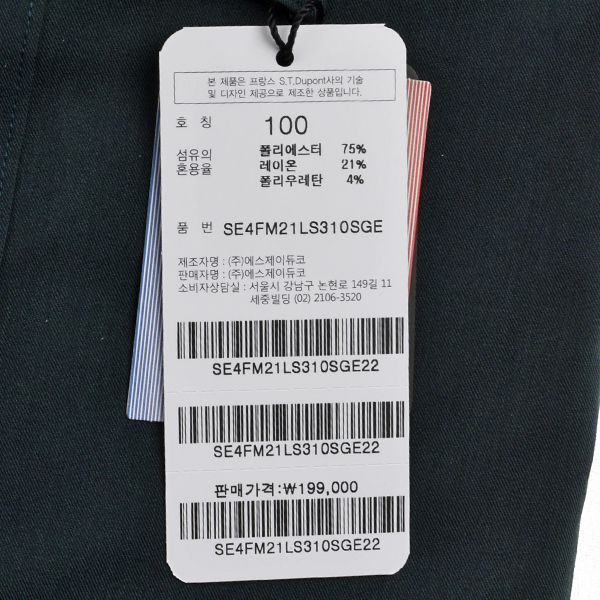 본 제품은 프랑스 S,T,Dupont사의 기술
및 디자인 제공으로 제조한 상품입니다.
호 칭 100
섬유의 폴리에스터 75%
혼용율 레이온 21%
폴리우레탄 4%
품 번 SE4FM21LS310SGE
제조자명 : (주)에스제이듀코
판매자명 : (주)에스제이듀코
소비자상담실 : 서울시 강남구 논현로 149길 11
세중빌딩 (02) 2106-3520
SE4FM21LS310SGE22
SE4FM21LS310SGE22
판매가격:₩199,000
SE4FM21LS310SGE22